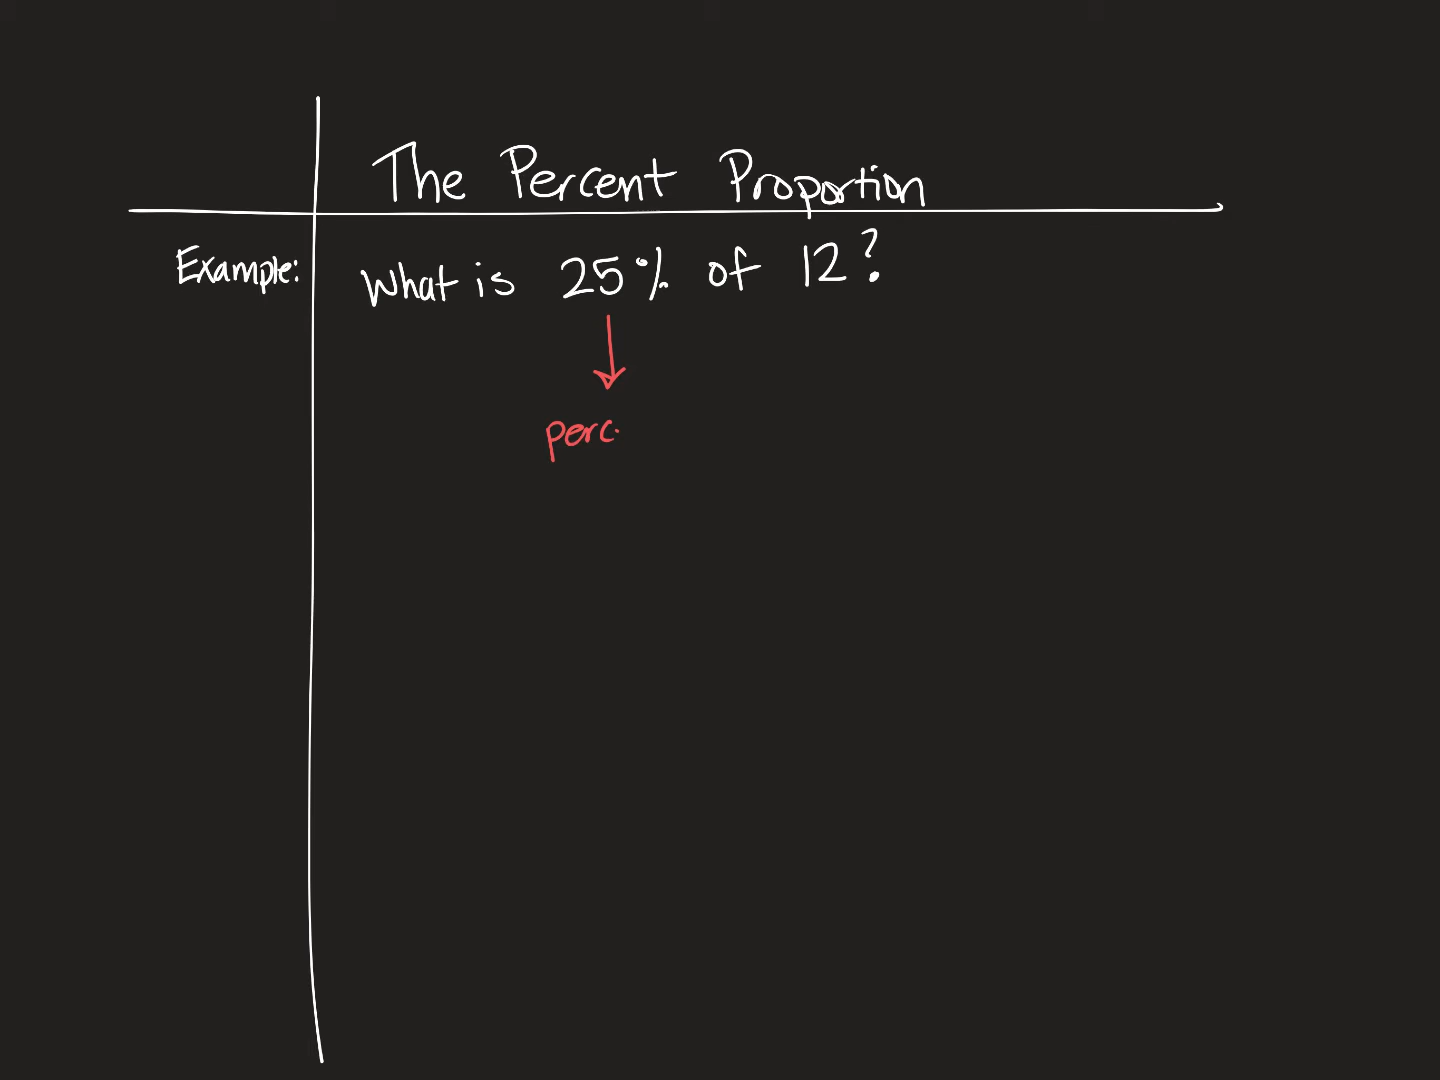 The Percent Proportion
Example: What is 25% of 12?
perc.